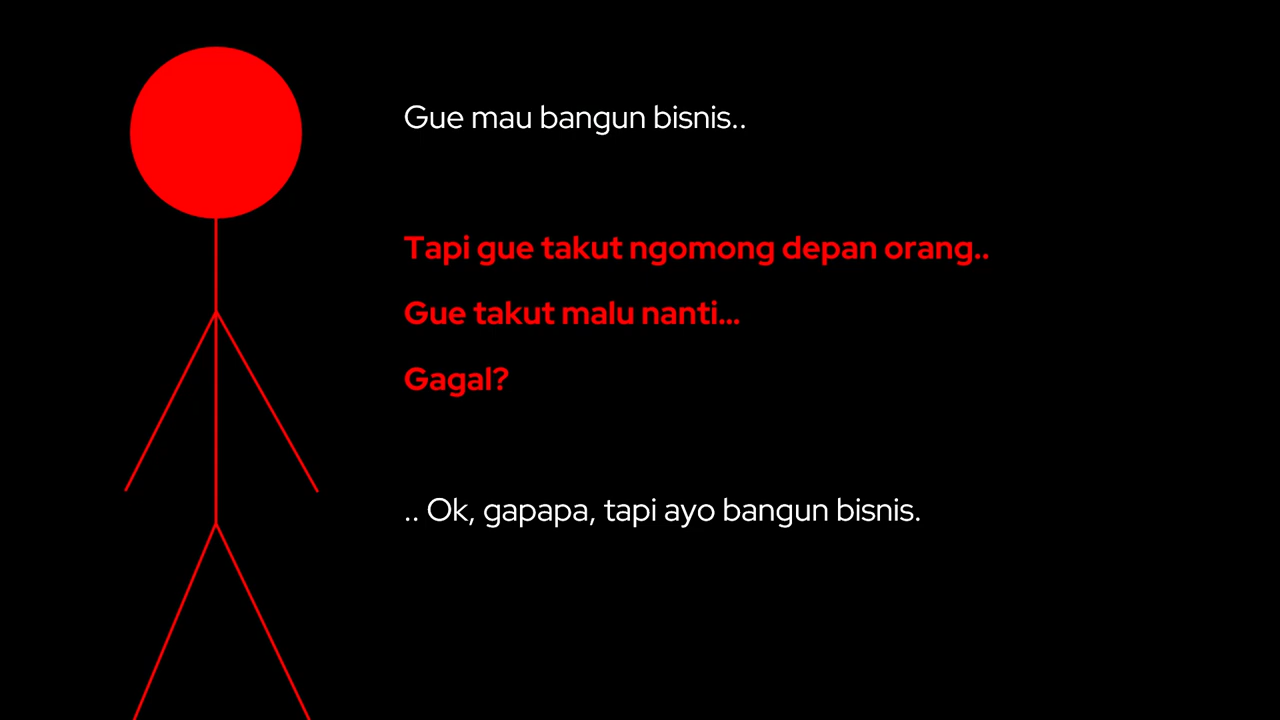 Gue mau bangun bisnis..
Tapi gue takut ngomong depan orang..
Gue takut malu nanti...
Gagal?
.. Ok, gapapa, tapi ayo bangun bisnis.